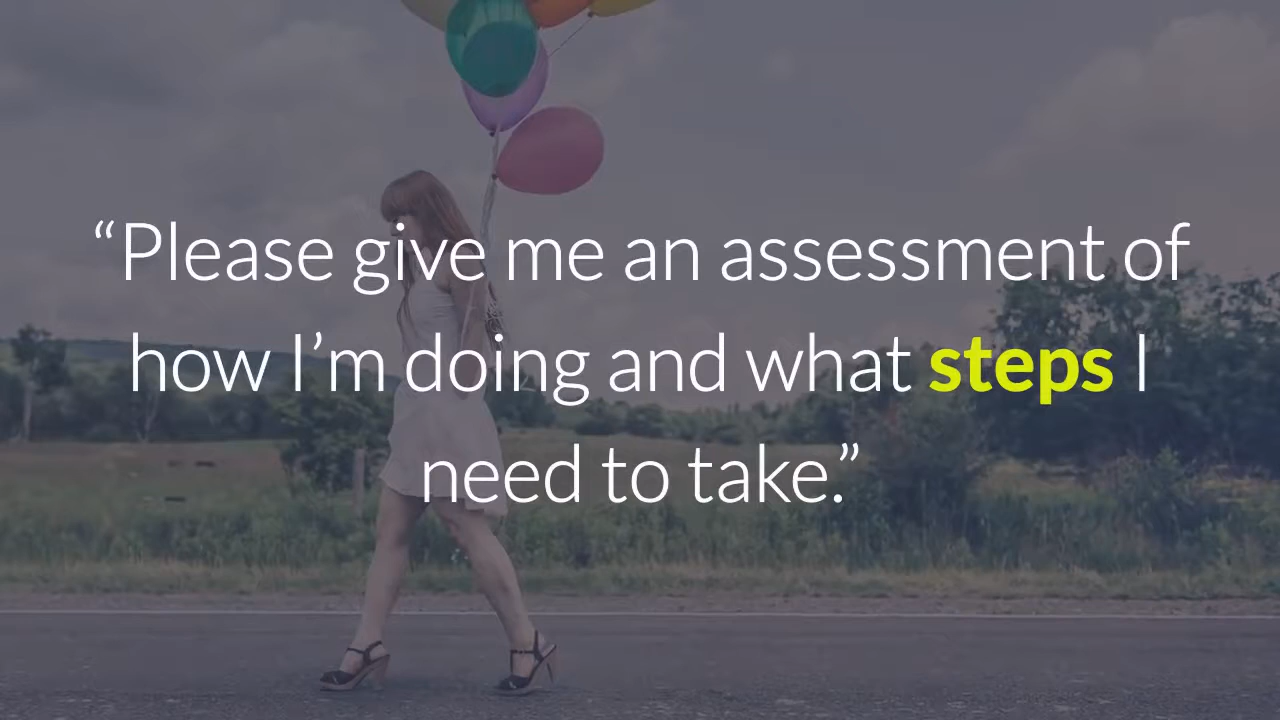 “Please give me an assessment of
how I’m doing and what steps I
need to take.”